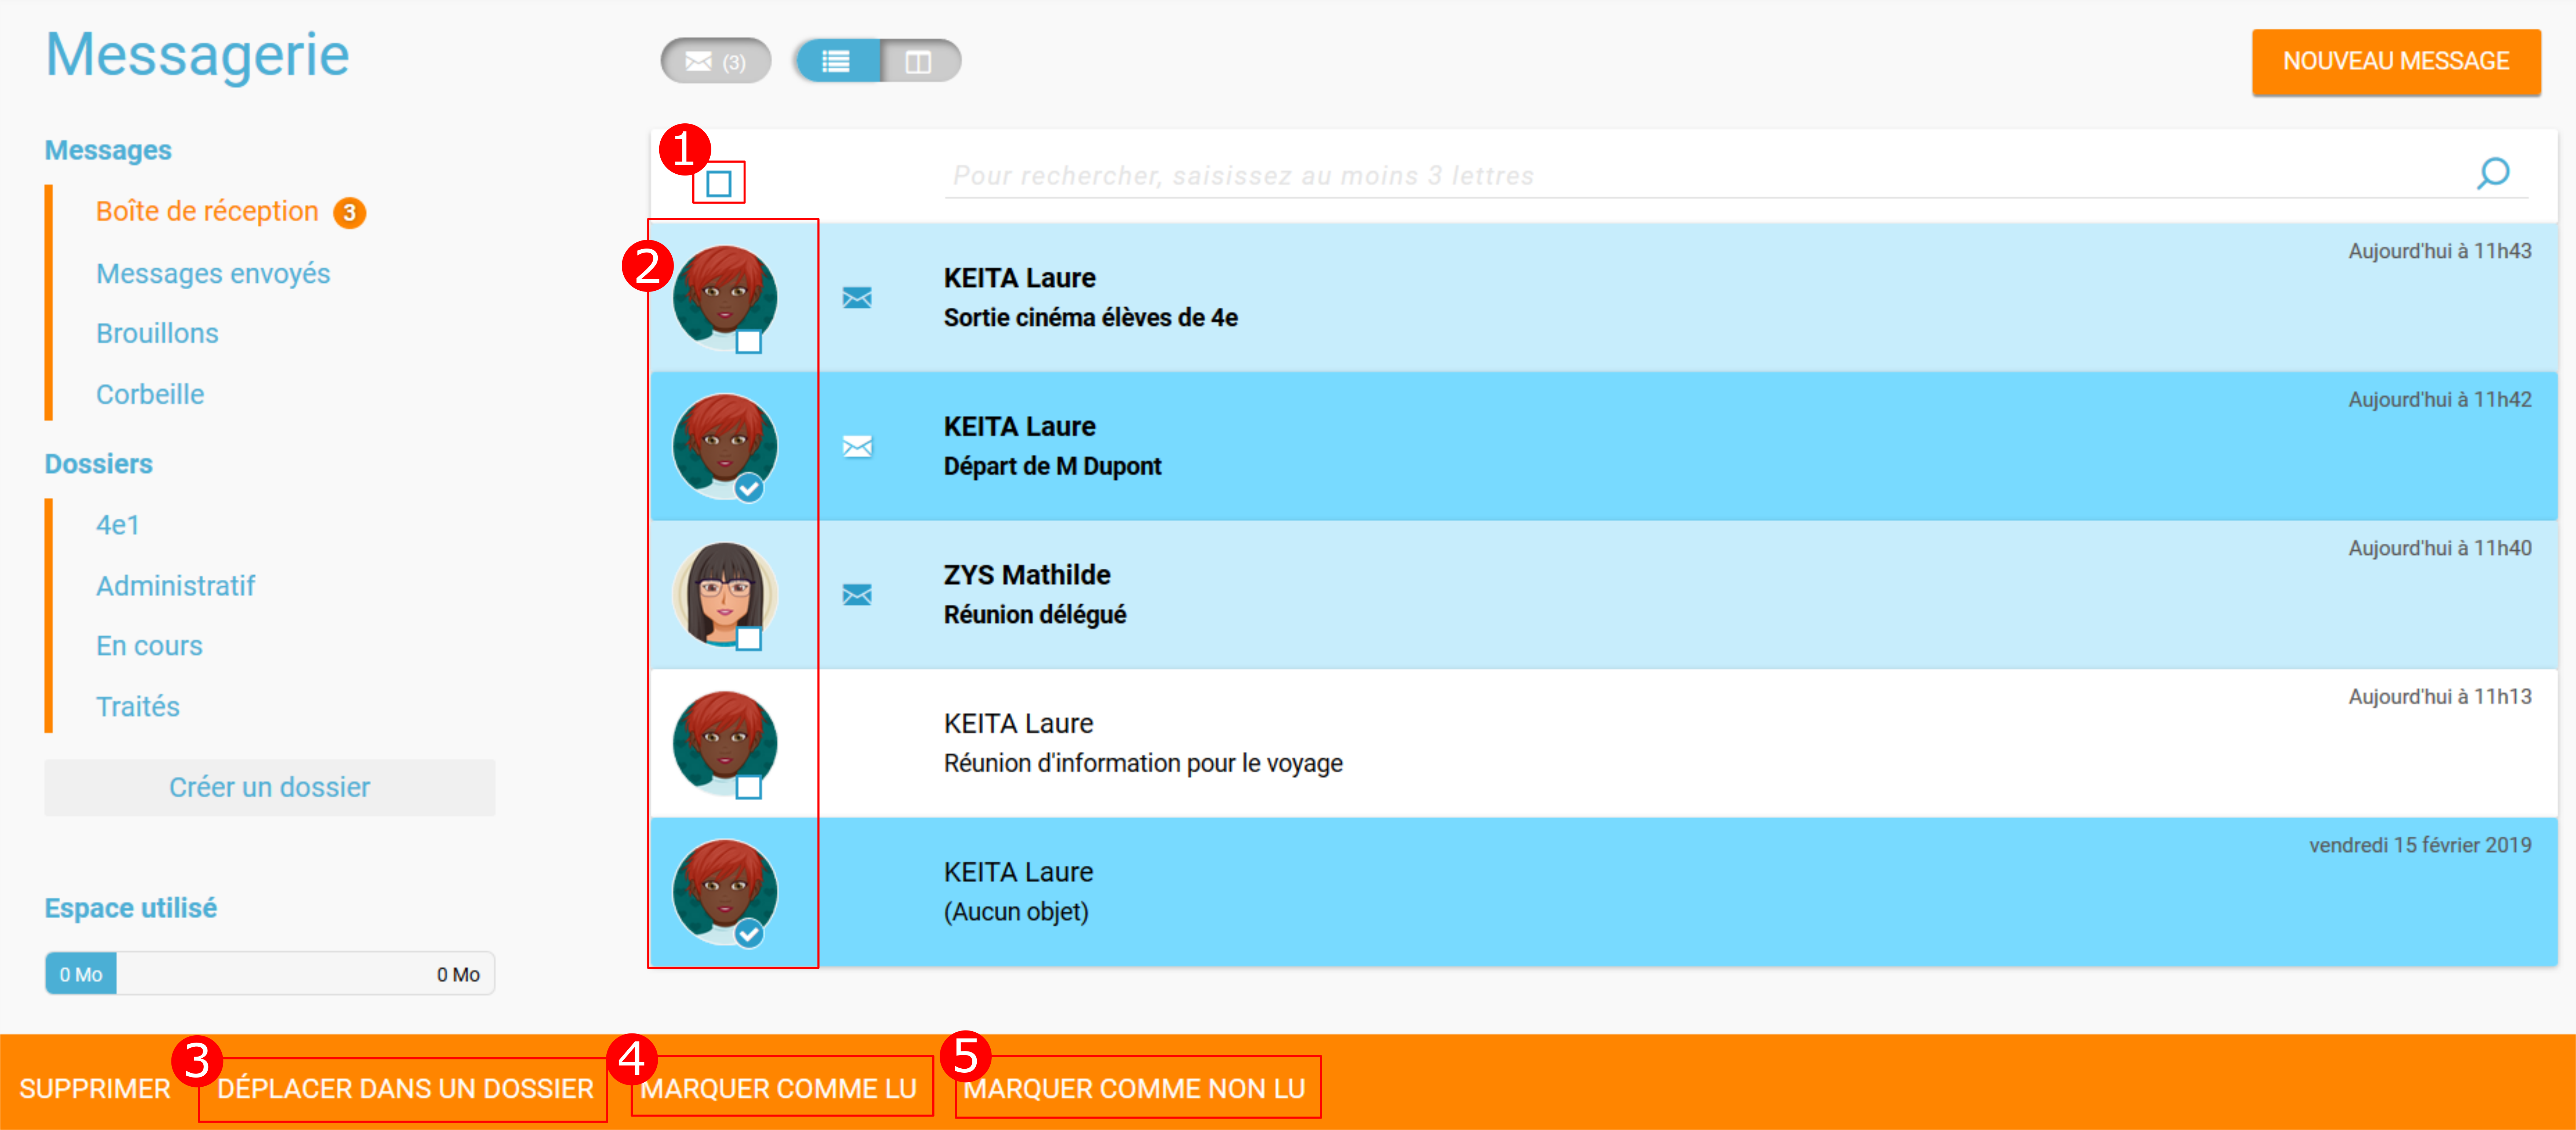 Messagerie
(3)
NOUVEAU MESSAGE
Messages
Boîte de réception 3
Messages envoyés
Brouillons
Corbeille
Dossiers
4e1
Administratif
En cours
Traités
Créer un dossier
Espace utilisé
0 Mo 0 Mo
1
Pour rechercher, saisissez au moins 3 lettres
2
KEITA Laure
Sortie cinéma élèves de 4e
Aujourd'hui à 11h43
KEITA Laure
Départ de M Dupont
Aujourd'hui à 11h42
ZYS Mathilde
Réunion délégué
Aujourd'hui à 11h40
KEITA Laure
Réunion d'information pour le voyage
Aujourd'hui à 11h13
KEITA Laure
(Aucun objet)
vendredi 15 février 2019
SUPPRIMER
3
DÉPLACER DANS UN DOSSIER
4
MARQUER COMME LU
5
MARQUER COMME NON LU